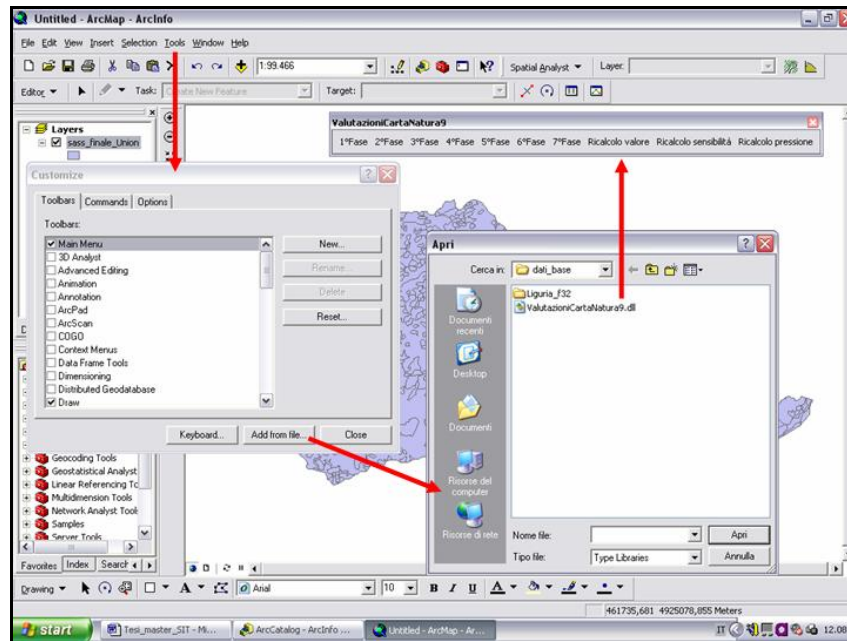 Untitled - ArcMap - ArcInfo
File Edit View Insert Selection Tools Window Help
1:99.466
Spatial Analyst
Layer:
Editor
Task: Create New Feature
Target:
Layers
sass_finale_Union
ValutazioniCartaNatura9
1°Fase 2°Fase 3°Fase 4°Fase 5°Fase 6°Fase 7°Fase Ricalcolo valore Ricalcolo sensibilità Ricalcolo pressione
Customize
Toolbars Commands Options
Toolbars:
Main Menu
3D Analyst
Advanced Editing
Animation
Annotation
ArcPad
ArcScan
COGO
Context Menus
Data Frame Tools
Dimensioning
Distributed Geodatabase
Draw
New...
Rename...
Delete
Reset...
Keyboard...
Add from file...
Close
Apri
Cerca in:
dati_base
Liguria_f32
ValutazioniCartaNatura9.dll
Documenti recenti
Desktop
Documenti
Risorse del computer
Risorse di rete
Nome file:
Apri
Tipo file:
Type Libraries
Annulla
Geocoding Tools
Geostatistical Analyst
Linear Referencing To
Multidimension Tools
Network Analyst Tool
Samples
Server Tools
Favorites Index Search
Drawing
A
Arial
10
B I U A
461735,681 4925078,855 Meters
start
Tesi_master_SIT - Mi...
ArcCatalog - ArcInfo ...
Untitled - ArcMap - Ar...
IT
12.08